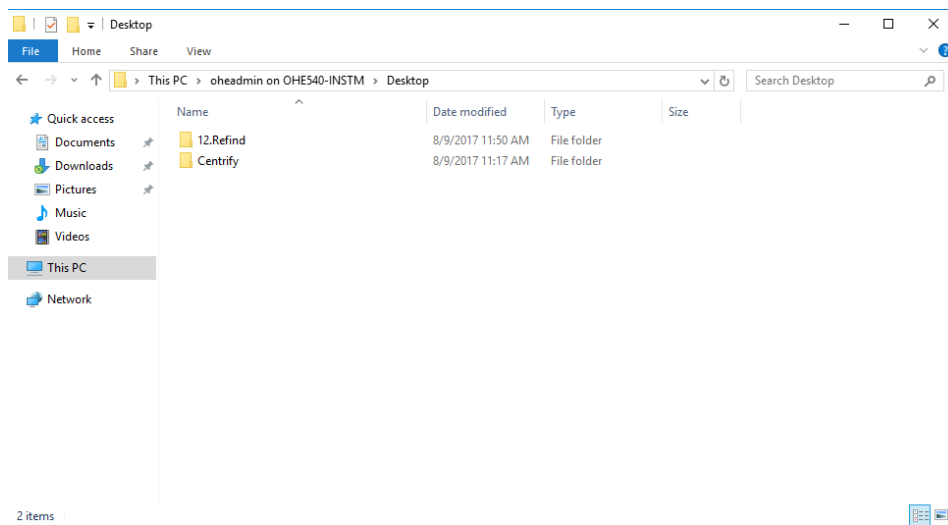 Desktop
File Home Share View
This PC > oheadmin on OHE540-INSTM > Desktop Search Desktop
Name Date modified Type Size
Quick access
Documents
Downloads
Pictures
Music
Videos
This PC
Network
12.Refind 8/9/2017 11:50 AM File folder
Centrify 8/9/2017 11:17 AM File folder
2 items